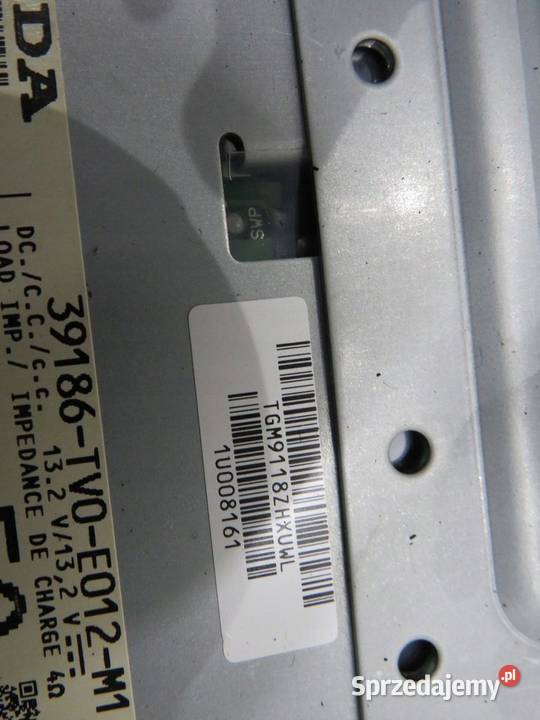 DA
39186-TV0-E012-M1
DC./C.C./c.c. 13.2 V/13,2 V
LOAD IMP./ IMPEDANCE DE CHARGE 4Ω
SWP
TGM9118ZHXUWL
1U008161
Sprzedajemy.pl